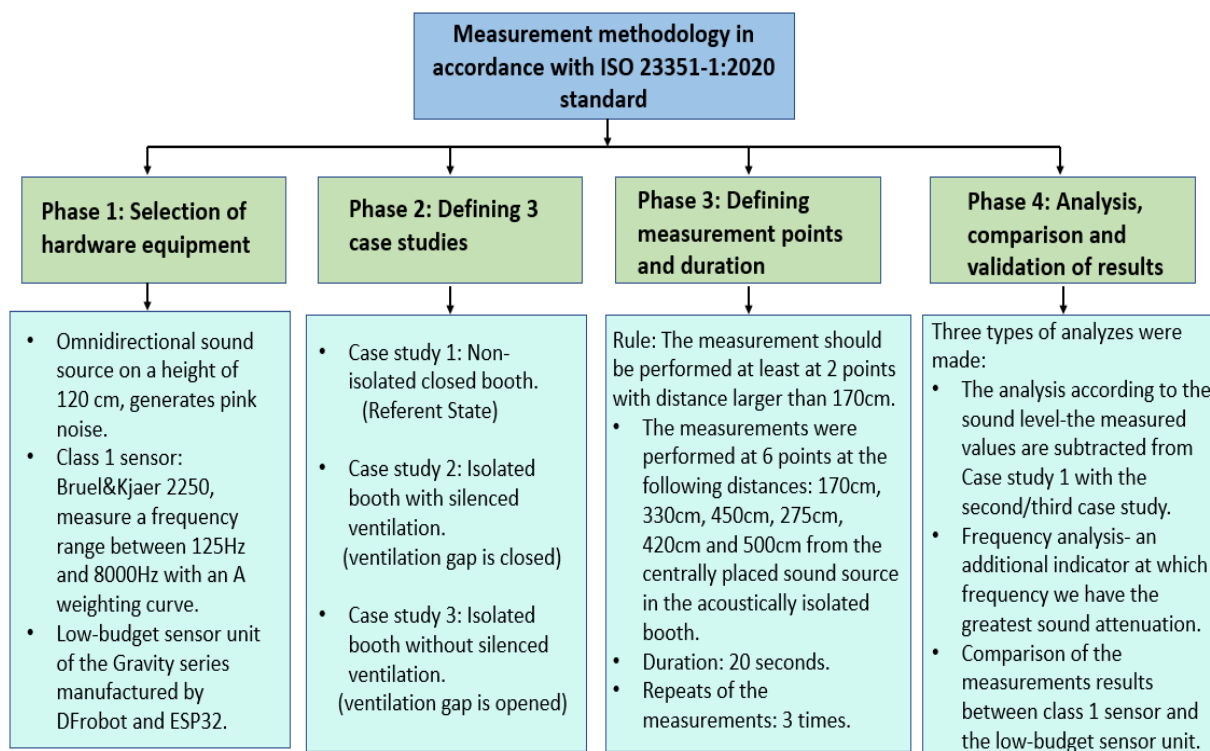 Measurement methodology in
accordance with ISO 23351-1:2020
standard
Phase 1: Selection of
hardware equipment
• Omnidirectional sound
source on a height of
120 cm, generates pink
noise.
• Class 1 sensor:
Bruel&Kjaer 2250,
measure a frequency
range between 125Hz
and 8000Hz with an A
weighting curve.
• Low-budget sensor unit
of the Gravity series
manufactured by
DFrobot and ESP32.
Phase 2: Defining 3
case studies
• Case study 1: Non-
isolated closed booth.
(Referent State)
• Case study 2: Isolated
booth with silenced
ventilation.
(ventilation gap is closed)
• Case study 3: Isolated
booth without silenced
ventilation.
(ventilation gap is opened)
Phase 3: Defining
measurement points
and duration
Rule: The measurement should
be performed at least at 2 points
with distance larger than 170cm.
• The measurements were
performed at 6 points at the
following distances: 170cm,
330cm, 450cm, 275cm,
420cm and 500cm from the
centrally placed sound source
in the acoustically isolated
booth.
• Duration: 20 seconds.
• Repeats of the
measurements: 3 times.
Phase 4: Analysis,
comparison and
validation of results
Three types of analyzes were
made:
• The analysis according to the
sound level-the measured
values are subtracted from
Case study 1 with the
second/third case study.
• Frequency analysis- an
additional indicator at which
frequency we have the
greatest sound attenuation.
• Comparison of the
measurements results
between class 1 sensor and
the low-budget sensor unit.